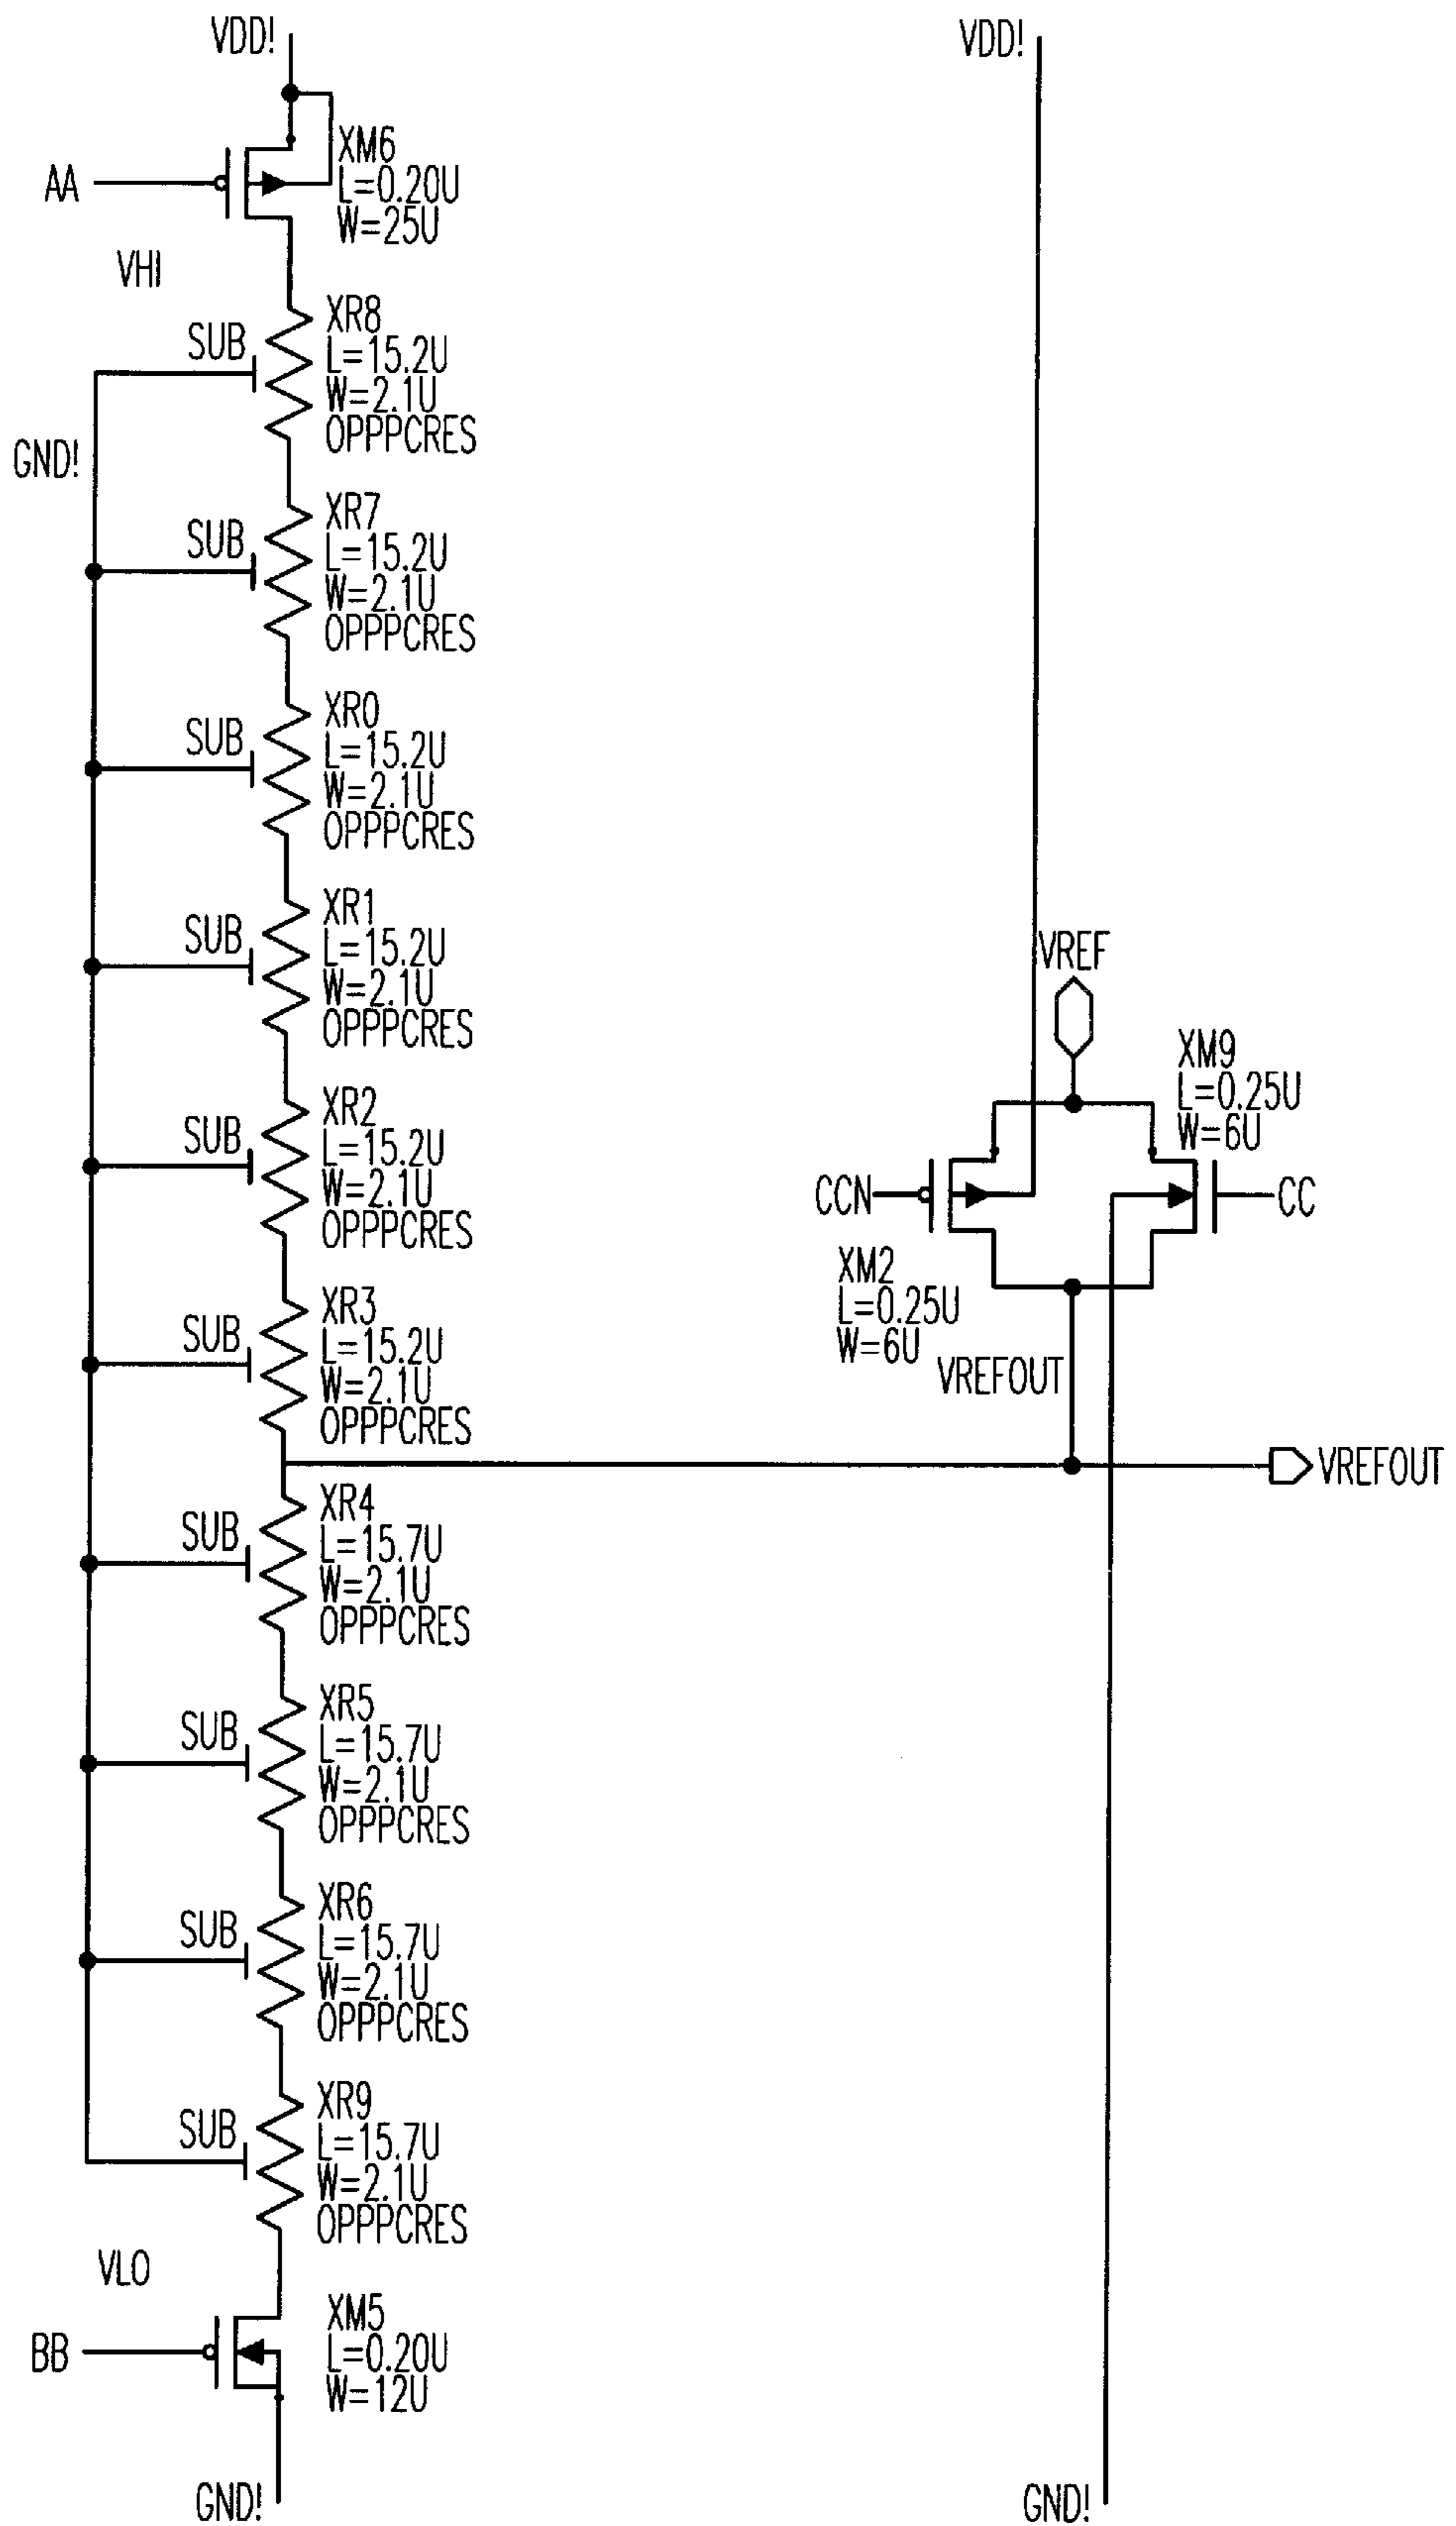 VDD!
VDD!
AA
XM6
L=0.20U
W=25U
VHI
SUB
XR8
L=15.2U
W=2.1U
OPPPCRES
GND!
SUB
XR7
L=15.2U
W=2.1U
OPPPCRES
SUB
XR0
L=15.2U
W=2.1U
OPPPCRES
SUB
XR1
L=15.2U
W=2.1U
OPPPCRES
VREF
XM9
L=0.25U
W=6U
SUB
XR2
L=15.2U
W=2.1U
OPPPCRES
CCN
CC
XM2
L=0.25U
W=6U
SUB
XR3
L=15.2U
W=2.1U
OPPPCRES
VREFOUT
VREFOUT
SUB
XR4
L=15.7U
W=2.1U
OPPPCRES
SUB
XR5
L=15.7U
W=2.1U
OPPPCRES
SUB
XR6
L=15.7U
W=2.1U
OPPPCRES
SUB
XR9
L=15.7U
W=2.1U
OPPPCRES
VLO
BB
XM5
L=0.20U
W=12U
GND!
GND!